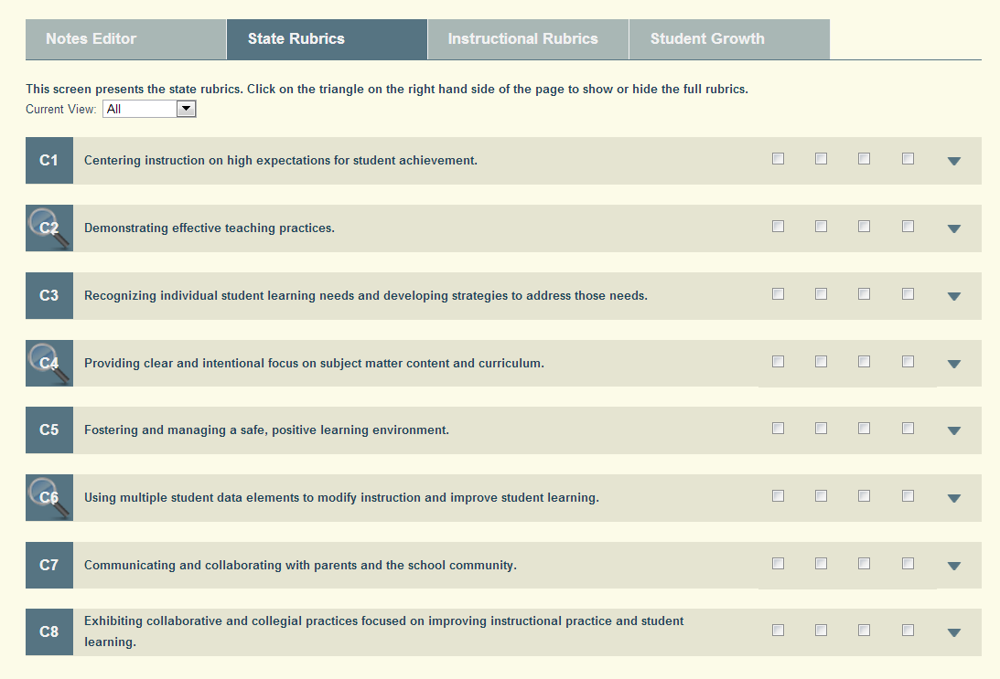 Notes Editor State Rubrics Instructional Rubrics Student Growth
This screen presents the state rubrics. Click on the triangle on the right hand side of the page to show or hide the full rubrics.
Current View: All
C1 Centering instruction on high expectations for student achievement.
C2 Demonstrating effective teaching practices.
C3 Recognizing individual student learning needs and developing strategies to address those needs.
C4 Providing clear and intentional focus on subject matter content and curriculum.
C5 Fostering and managing a safe, positive learning environment.
C6 Using multiple student data elements to modify instruction and improve student learning.
C7 Communicating and collaborating with parents and the school community.
C8 Exhibiting collaborative and collegial practices focused on improving instructional practice and student
learning.